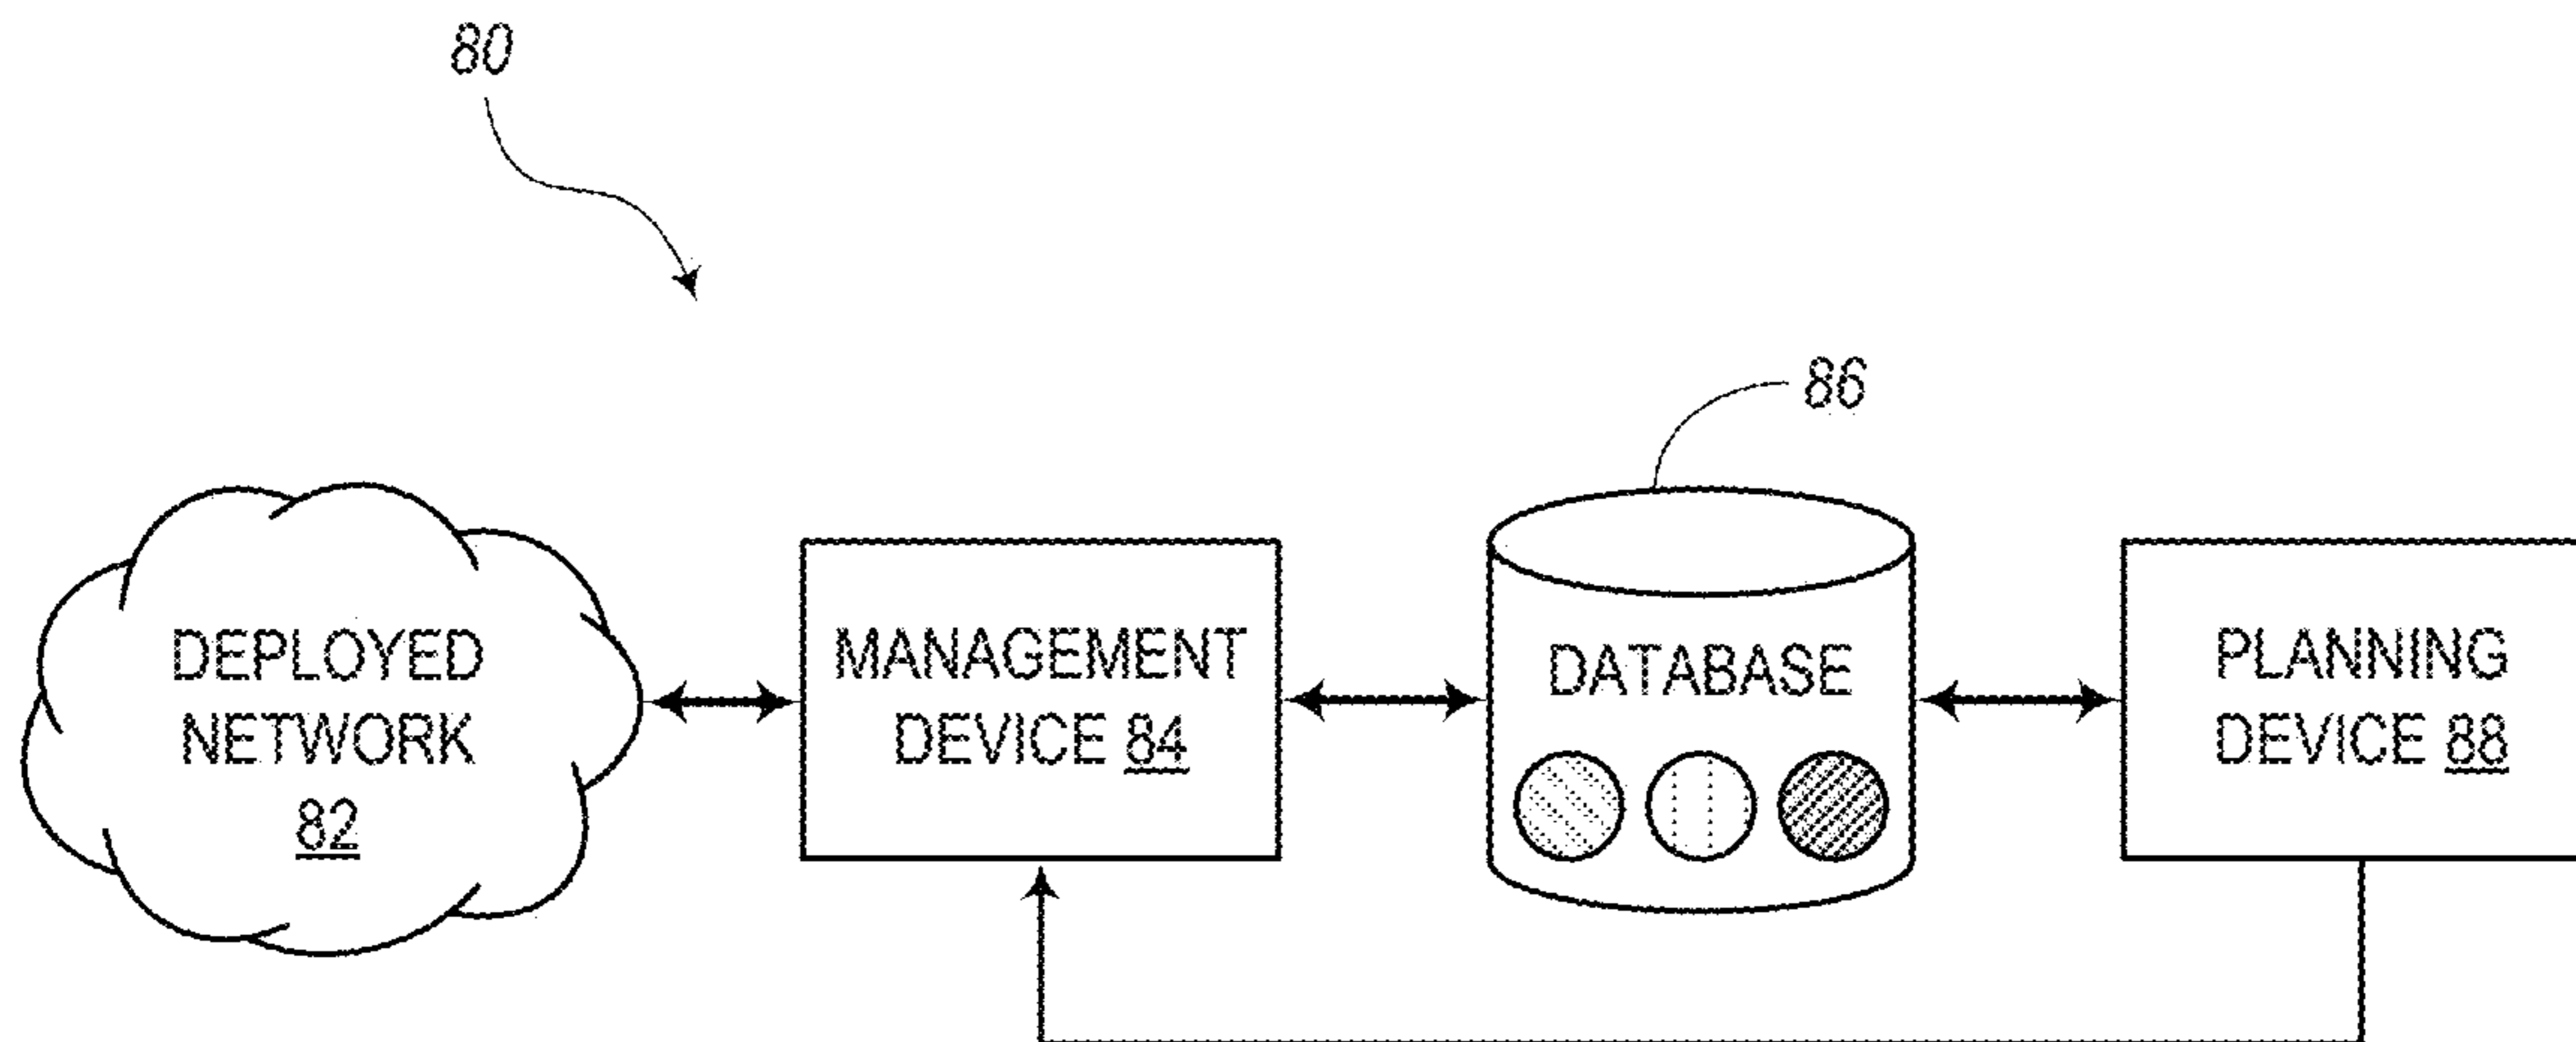 80
86
DEPLOYED
NETWORK
82
MANAGEMENT
DEVICE 84
DATABASE
PLANNING
DEVICE 88